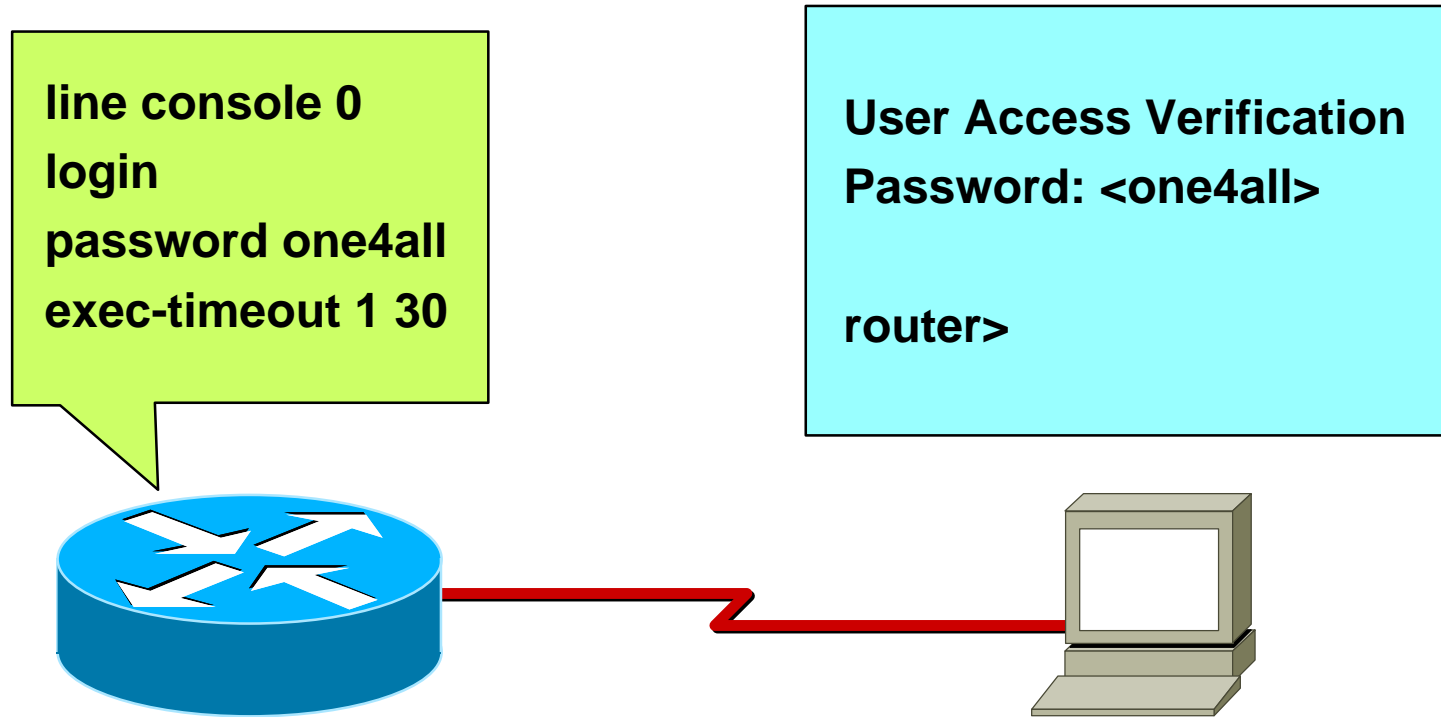 line console 0
login
password one4all
exec-timeout 1 30
User Access Verification
Password: <one4all>
router>